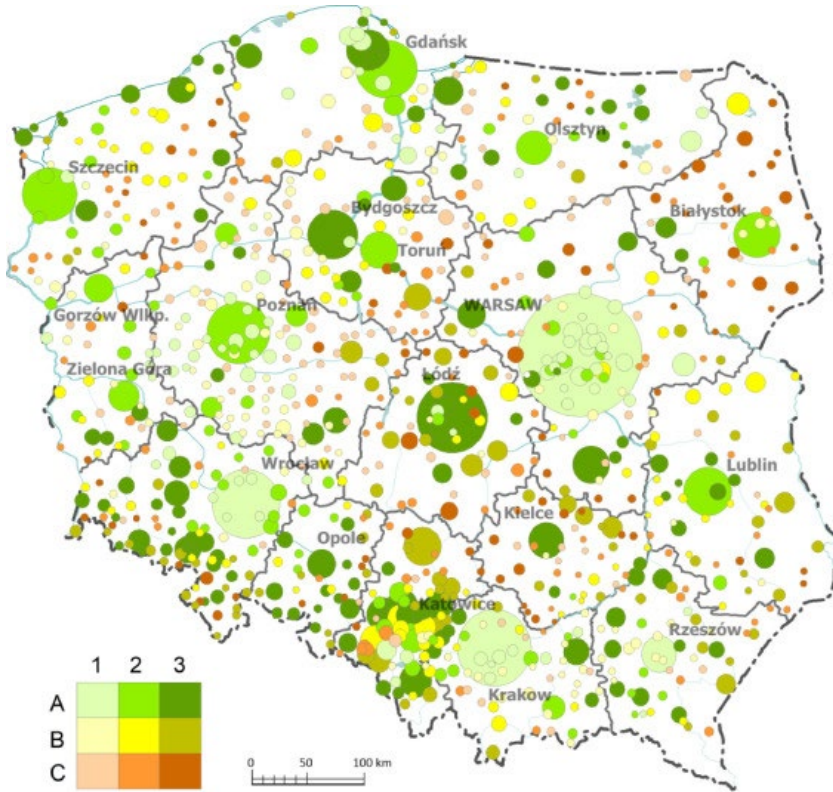 Gdańsk
Olsztyn
Szczecin
Bydgoszcz
Białystok
Toruń
Gorzów Wlkp.
Poznań
WARSAW
Zielona Góra
Łódź
Wrocław
Lublin
Opole
Kielce
Katowice
Rzeszów
Krakow
1 2 3
A
B
C
0 50 100 km